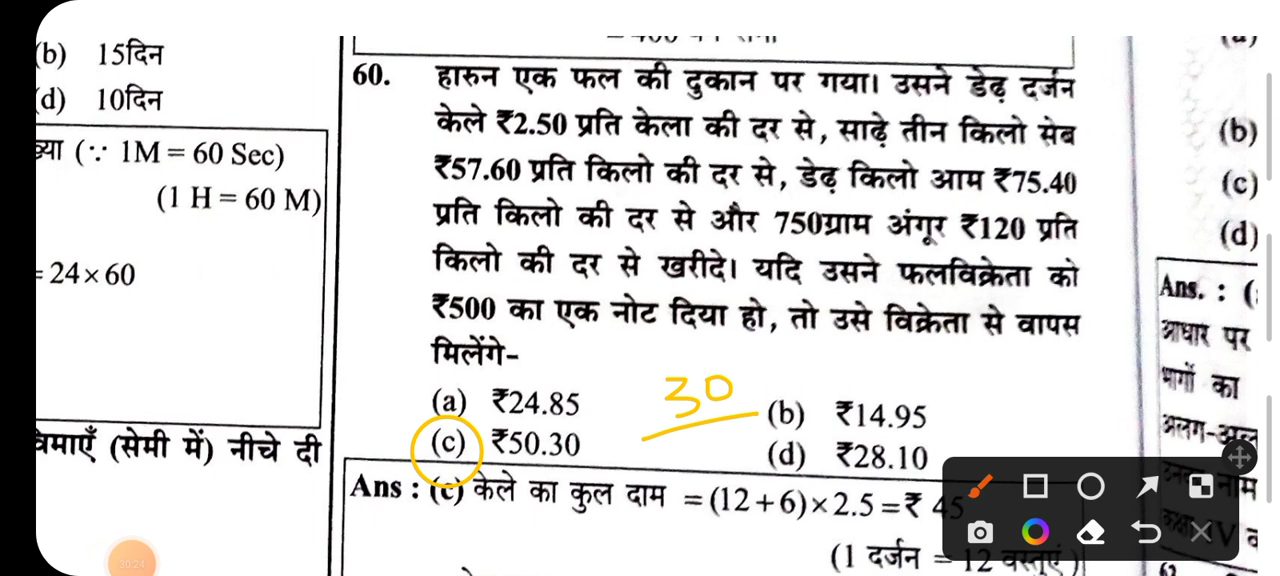 (b) 15दिन
(d) 10दिन
ख्या (∵ 1M = 60 Sec)
(1 H = 60 M)
= 24×60
विमाएँ (सेमी में) नीचे दी
60. हारुन एक फल की दुकान पर गया। उसने डेढ़ दर्जन
केले ₹2.50 प्रति केला की दर से, साढ़े तीन किलो सेब
₹57.60 प्रति किलो की दर से, डेढ़ किलो आम ₹75.40
प्रति किलो की दर से और 750ग्राम अंगूर ₹120 प्रति
किलो की दर से खरीदे। यदि उसने फलविक्रेता को
₹500 का एक नोट दिया हो, तो उसे विक्रेता से वापस
मिलेंगे-
(a) ₹24.85
30
(b) ₹14.95
(c) ₹50.30
(d) ₹28.10
Ans : (c) केले का कुल दाम = (12+6)×2.5=₹ 45
(1 दर्जन = 12 वस्तुएं)
(b)
(c)
(d)
Ans. : (
आधार पर
भागों का
30:24